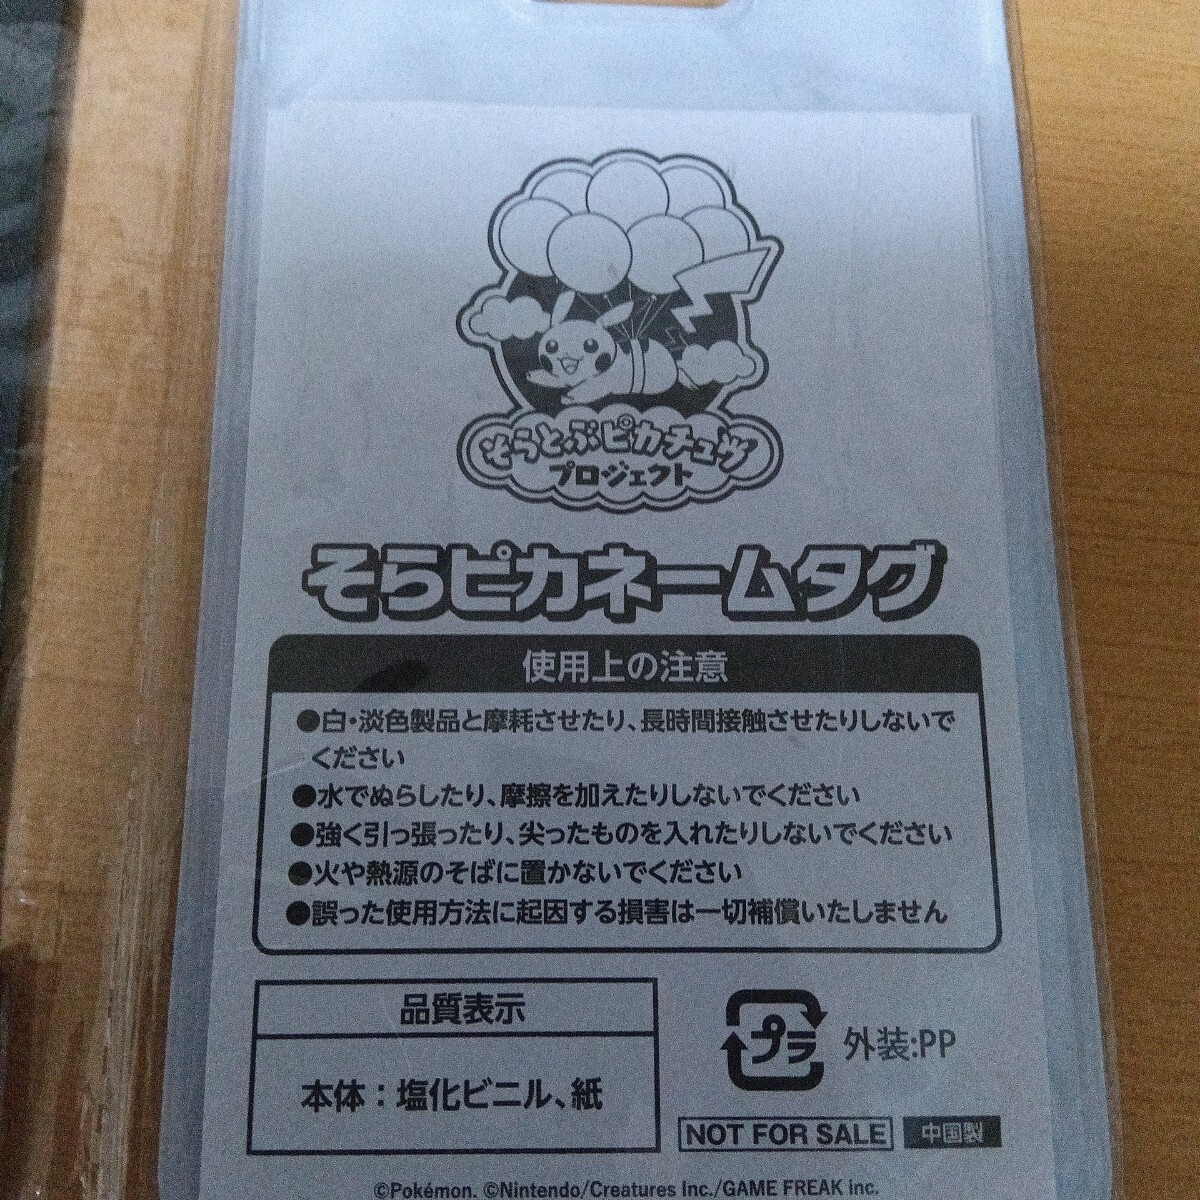 そらとぶピカチュウ
プロジェクト
そらピカネームタグ
使用上の注意
●白・淡色製品と摩耗させたり、長時間接触させたりしないで
ください
●水でぬらしたり、摩擦を加えたりしないでください
●強く引っ張ったり、尖ったものを入れたりしないでください
●火や熱源のそばに置かないでください
●誤った使用方法に起因する損害は一切補償いたしません
品質表示
本体：塩化ビニル、紙
プラ
外装:PP
NOT FOR SALE
中国製
©Pokémon. ©Nintendo/Creatures Inc./GAME FREAK inc.